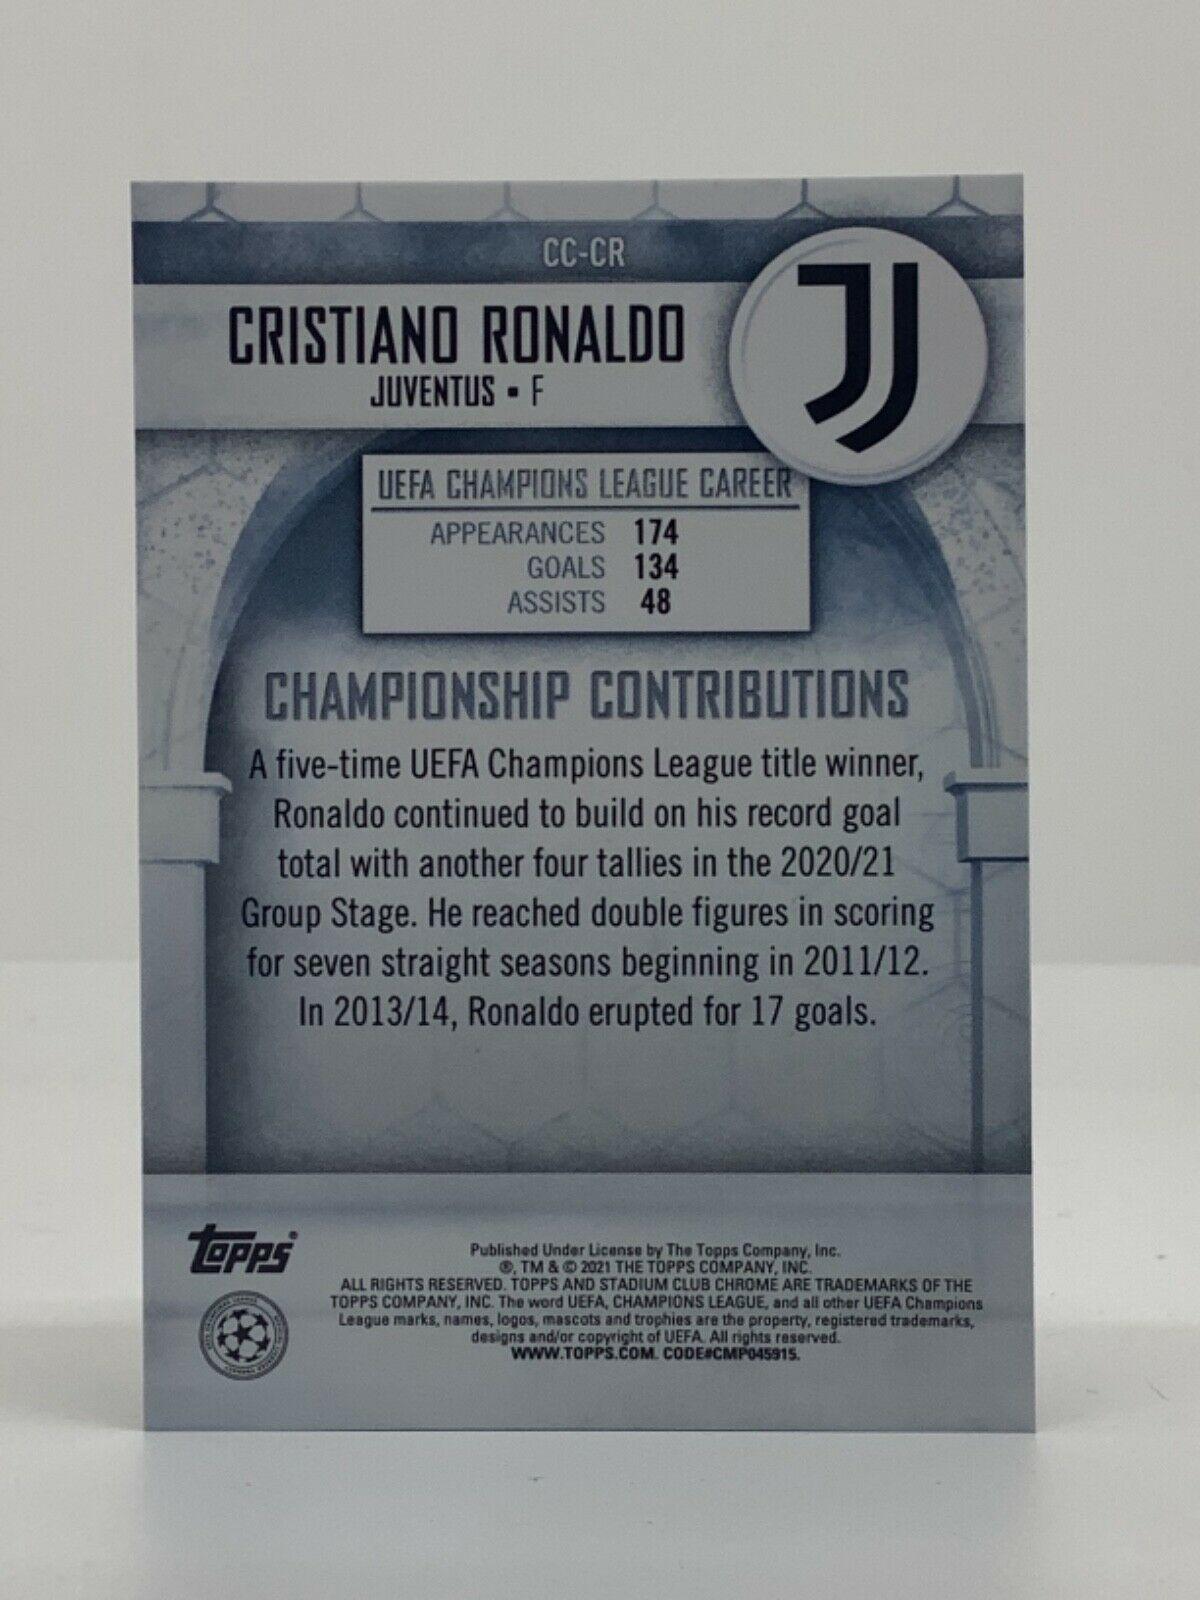 CC-CR
CRISTIANO RONALDO
JUVENTUS • F
UEFA CHAMPIONS LEAGUE CAREER
APPEARANCES 174
GOALS 134
ASSISTS 48
CHAMPIONSHIP CONTRIBUTIONS
A five-time UEFA Champions League title winner,
Ronaldo continued to build on his record goal
total with another four tallies in the 2020/21
Group Stage. He reached double figures in scoring
for seven straight seasons beginning in 2011/12.
In 2013/14, Ronaldo erupted for 17 goals.
Topps®
Published Under License by The Topps Company, Inc.
®, TM & © 2021 THE TOPPS COMPANY, INC.
ALL RIGHTS RESERVED. TOPPS AND STADIUM CLUB CHROME ARE TRADEMARKS OF THE
TOPPS COMPANY, INC. The word UEFA, CHAMPIONS LEAGUE, and all other UEFA Champions
League marks, names, logos, mascots and trophies are the property, registered trademarks,
designs and/or copyright of UEFA. All rights reserved.
WWW.TOPPS.COM. CODE#CMP045915.